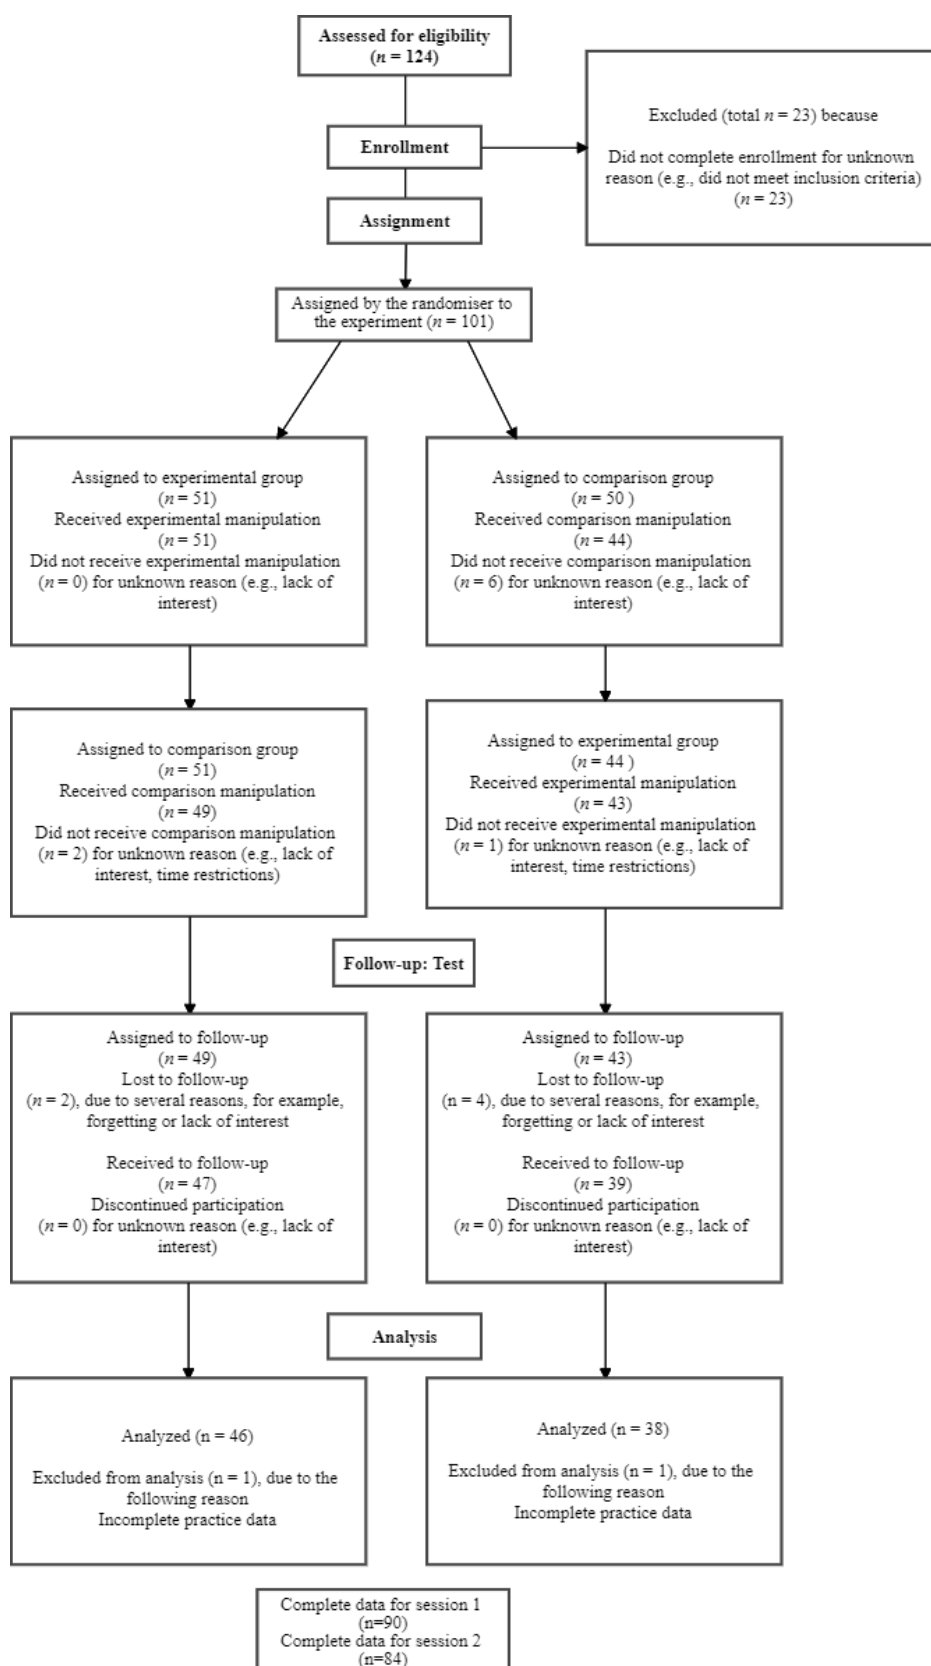 Assessed for eligibility
(n = 124)
Excluded (total n = 23) because
Did not complete enrollment for unknown
reason (e.g., did not meet inclusion criteria)
(n = 23)
Enrollment
Assignment
Assigned by the randomiser to
the experiment (n = 101)
Assigned to experimental group
(n = 51)
Received experimental manipulation
(n = 51)
Did not receive experimental manipulation
(n = 0) for unknown reason (e.g., lack of
interest)
Assigned to comparison group
(n = 50 )
Received comparison manipulation
(n = 44)
Did not receive comparison manipulation
(n = 6) for unknown reason (e.g., lack of
interest)
Assigned to comparison group
(n = 51)
Received comparison manipulation
(n = 49)
Did not receive comparison manipulation
(n = 2) for unknown reason (e.g., lack of
interest, time restrictions)
Assigned to experimental group
(n = 44 )
Received experimental manipulation
(n = 43)
Did not receive experimental manipulation
(n = 1) for unknown reason (e.g., lack of
interest, time restrictions)
Follow-up: Test
Assigned to follow-up
(n = 49)
Lost to follow-up
(n = 2), due to several reasons, for example,
forgetting or lack of interest
Received to follow-up
(n = 47)
Discontinued participation
(n = 0) for unknown reason (e.g., lack of
interest)
Assigned to follow-up
(n = 43)
Lost to follow-up
(n = 4), due to several reasons, for example,
forgetting or lack of interest
Received to follow-up
(n = 39)
Discontinued participation
(n = 0) for unknown reason (e.g., lack of
interest)
Analysis
Analyzed (n = 46)
Excluded from analysis (n = 1), due to the
following reason
Incomplete practice data
Analyzed (n = 38)
Excluded from analysis (n = 1), due to the
following reason
Incomplete practice data
Complete data for session 1
(n=90)
Complete data for session 2
(n=84)